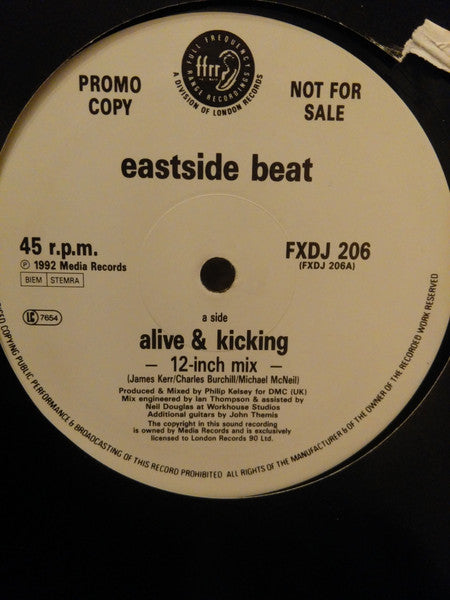 FULL FREQUENCY
ffrr
RANGE RECORDINGS
A DIVISION OF LONDON RECORDS
PROMO
COPY
NOT FOR
SALE
eastside beat
45 r.p.m.
℗ 1992 Media Records
BIEM STEMRA
LC 7654
FXDJ 206
(FXDJ 206A)
a side
alive & kicking
– 12-inch mix –
(James Kerr/Charles Burchill/Michael McNeil)
Produced & Mixed by Philip Kelsey for DMC (UK)
Mix engineered by Ian Thompson & assisted by
Neil Douglas at Workhouse Studios
Additional guitars by John Themis
The copyright in this sound recording
is owned by Media Records and is exclusively
licensed to London Records 90 Ltd.
COPYING PUBLIC PERFORMANCE & BROADCASTING OF THIS RECORD PROHIBITED ALL RIGHTS OF THE MANUFACTURER & OF THE OWNER OF THE RECORDED WORK RESERVED